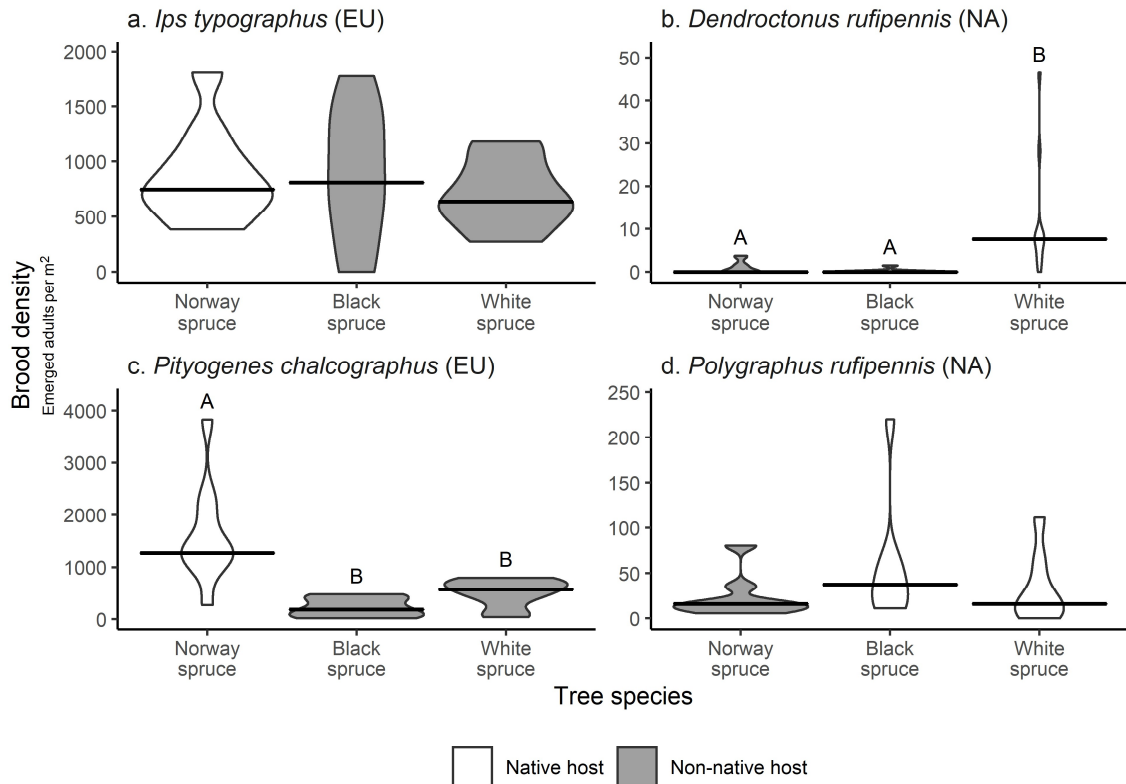 a. Ips typographus (EU)
b. Dendroctonus rufipennis (NA)
2000
1500
1000
500
0
Norway
spruce
Black
spruce
White
spruce
50
40
30
20
10
0
A
A
B
Norway
spruce
Black
spruce
White
spruce
Brood density
Emerged adults per m²
c. Pityogenes chalcographus (EU)
d. Polygraphus rufipennis (NA)
4000
3000
2000
1000
0
A
B
B
Norway
spruce
Black
spruce
White
spruce
250
200
150
100
50
0
Norway
spruce
Black
spruce
White
spruce
Tree species
Native host
Non-native host